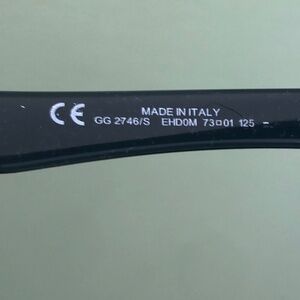 CE MADE IN ITALY
GG 2746/S EHD0M 73□01 125 -